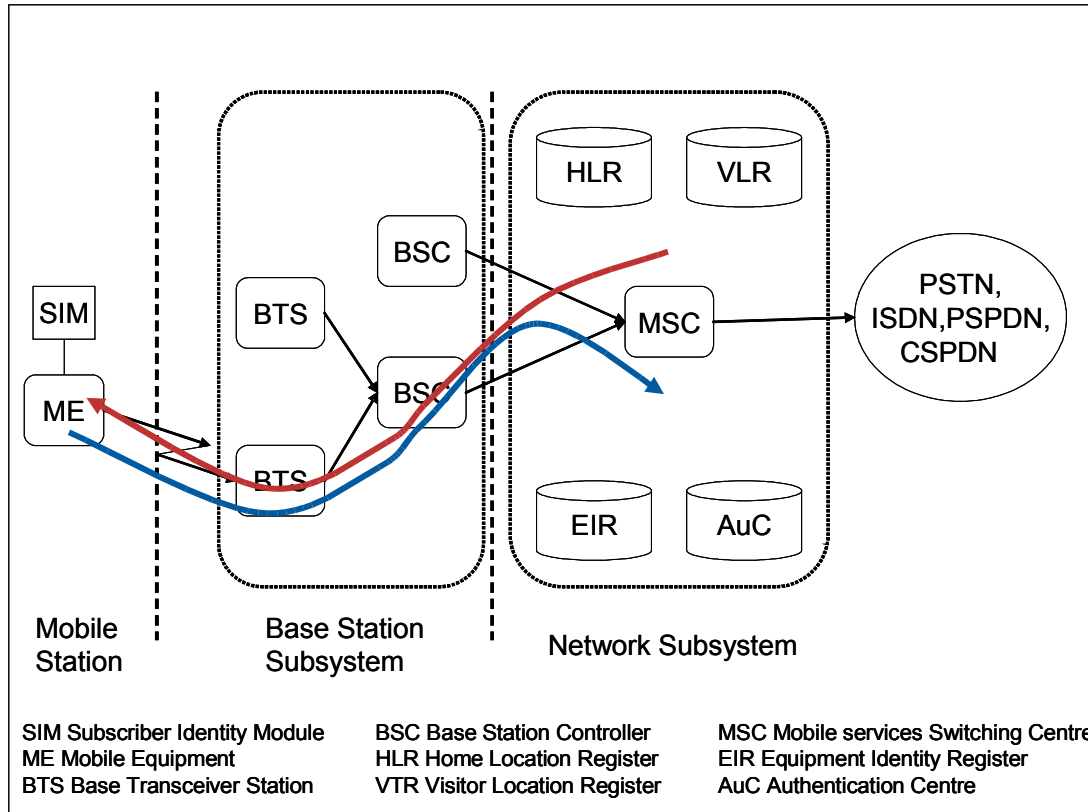 HLR
VLR
BSC
SIM
BTS
MSC
PSTN,
ISDN,PSPDN,
CSPDN
ME
BSC
BTS
EIR
AuC
Mobile
Station
Base Station
Subsystem
Network Subsystem
SIM Subscriber Identity Module
ME Mobile Equipment
BTS Base Transceiver Station
BSC Base Station Controller
HLR Home Location Register
VTR Visitor Location Register
MSC Mobile services Switching Centre
EIR Equipment Identity Register
AuC Authentication Centre